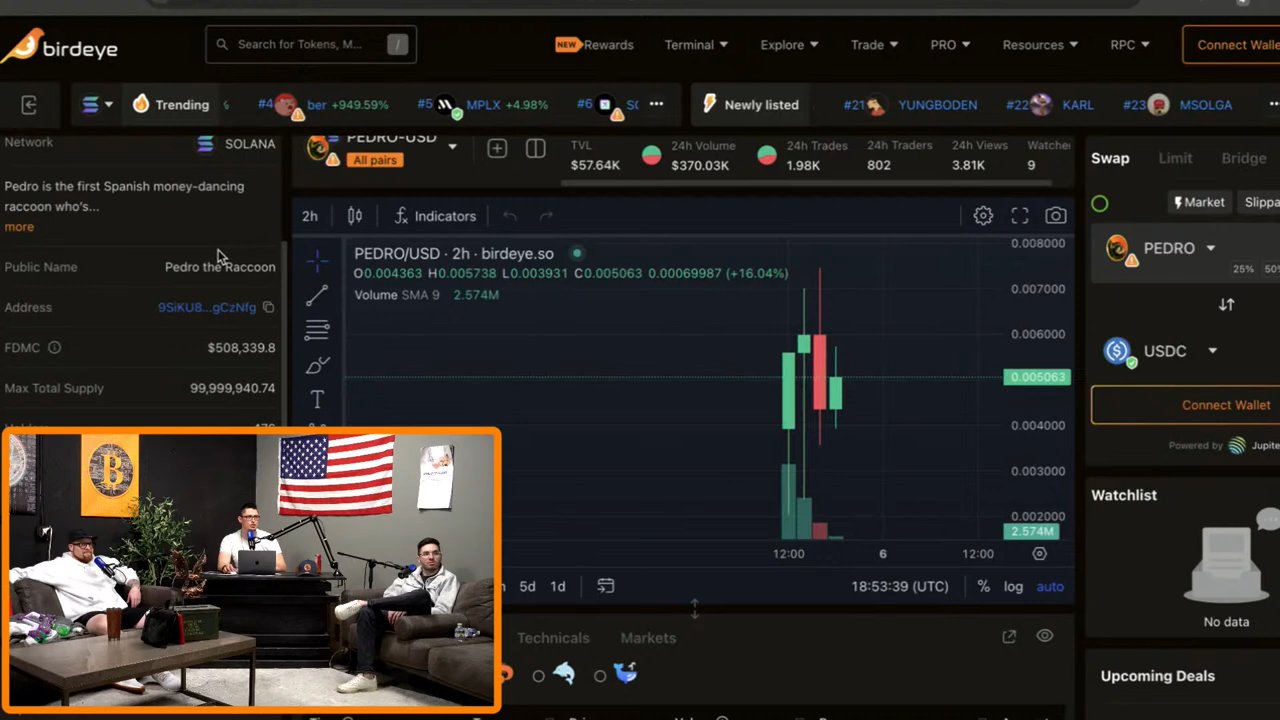 birdeye
Search for Tokens, M...
/
NEW Rewards
Terminal
Explore
Trade
PRO
Resources
RPC
Connect Walle
Trending
#4 ber +949.59%
#5 MPLX +4.98%
#6
...
Newly listed
#21 YUNGBODEN
#22 KARL
#23 MSOLGA
Network
SOLANA
Pedro is the first Spanish money-dancing
raccoon who's...
more
Public Name
Pedro the Raccoon
Address
9SiKU8...gCzNfg
FDMC
$508,339.8
Max Total Supply
99,999,940.74
PEDRO-USD
All pairs
TVL
$57.64K
24h Volume
$370.03K
24h Trades
1.98K
24h Traders
802
24h Views
3.81K
Watche
9
2h
Indicators
PEDRO/USD · 2h · birdeye.so
O0.004363 H0.005738 L0.003931 C0.005063 0.00069987 (+16.04%)
Volume SMA 9 2.574M
T
0.008000
0.007000
0.006000
0.005063
0.004000
0.003000
0.002000
2.574M
12:00
6
12:00
5d
1d
18:53:39 (UTC)
%
log
auto
Technicals
Markets
Swap
Limit
Bridge
Market
Slippa
PEDRO
25%
USDC
Connect Wallet
Powered by
Jupite
Watchlist
No data
Upcoming Deals